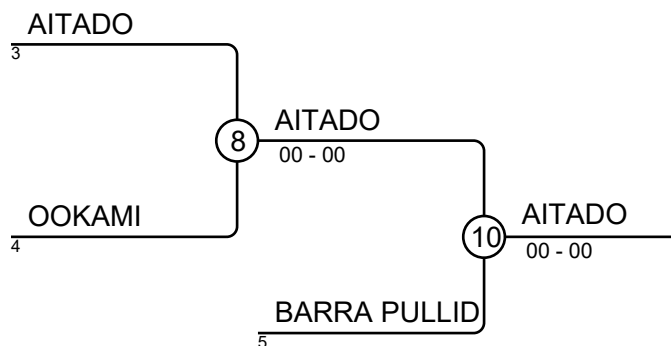 AITADO
3
8
AITADO
00 - 00
OOKAMI
4
10
AITADO
00 - 00
BARRA PULLID
5